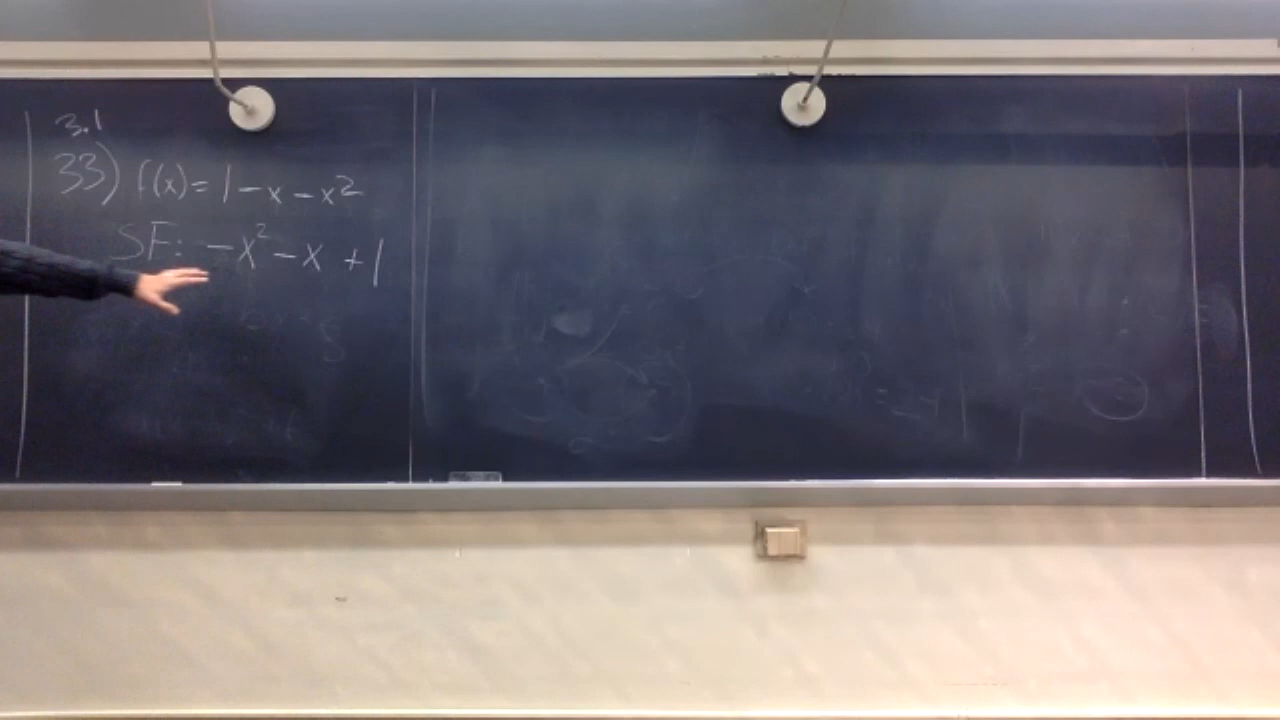 3.1
33) f(x) = 1 - x - x²
SF: -x² - x + 1